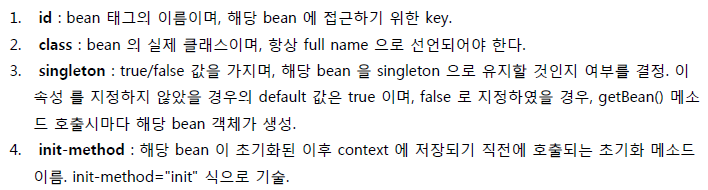 1. id : bean 태그의 이름이며, 해당 bean 에 접근하기 위한 key.
2. class : bean 의 실제 클래스이며, 항상 full name 으로 선언되어야 한다.
3. singleton : true/false 값을 가지며, 해당 bean 을 singleton 으로 유지할 것인지 여부를 결정. 이
속성 를 지정하지 않았을 경우의 default 값은 true 이며, false 로 지정하였을 경우, getBean() 메소
드 호출시마다 해당 bean 객체가 생성.
4. init-method : 해당 bean 이 초기화된 이후 context 에 저장되기 직전에 호출되는 초기화 메소드
이름. init-method="init" 식으로 기술.